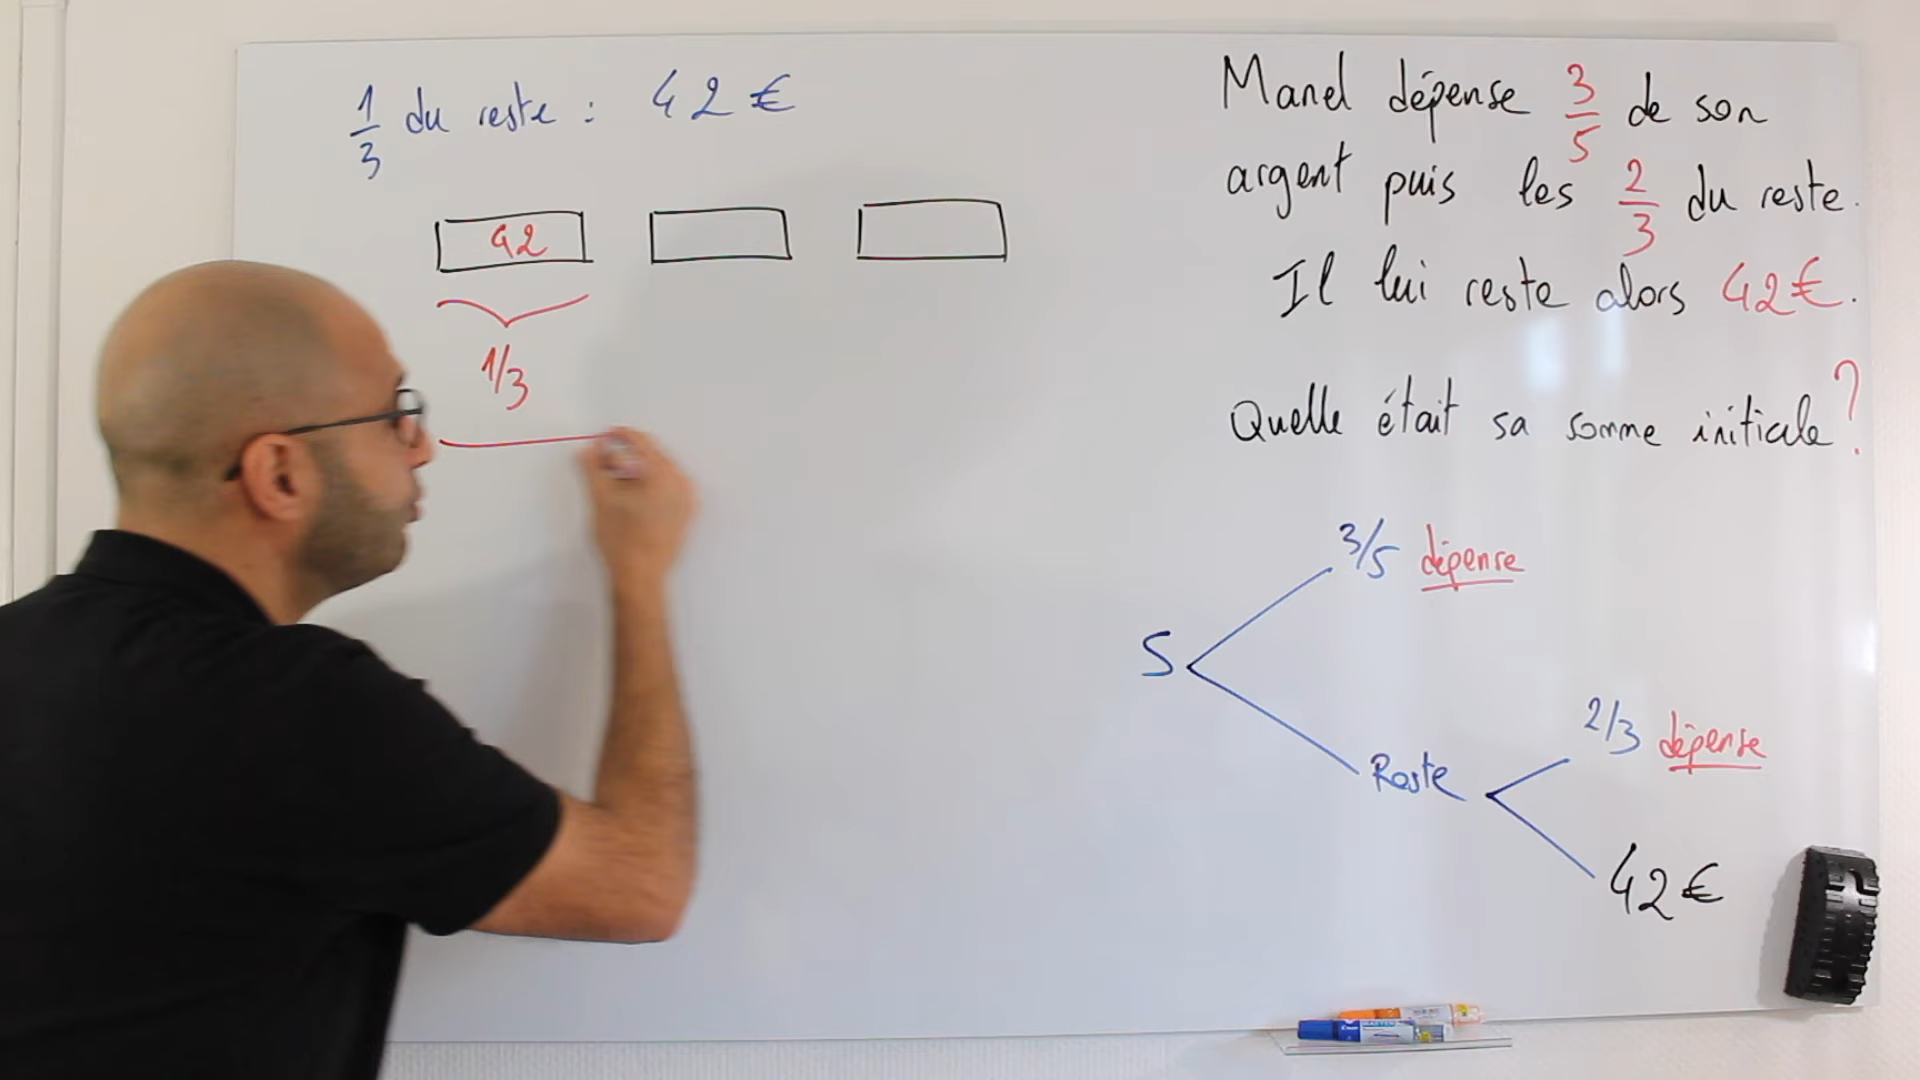 1/3 du reste : 42 €
42
1/3
Manel dépense 3/5 de son
argent puis les 2/3 du reste.
Il lui reste alors 42€.
Quelle était sa somme initiale ?
3/5 dépense
S
2/3 dépense
Reste
42€